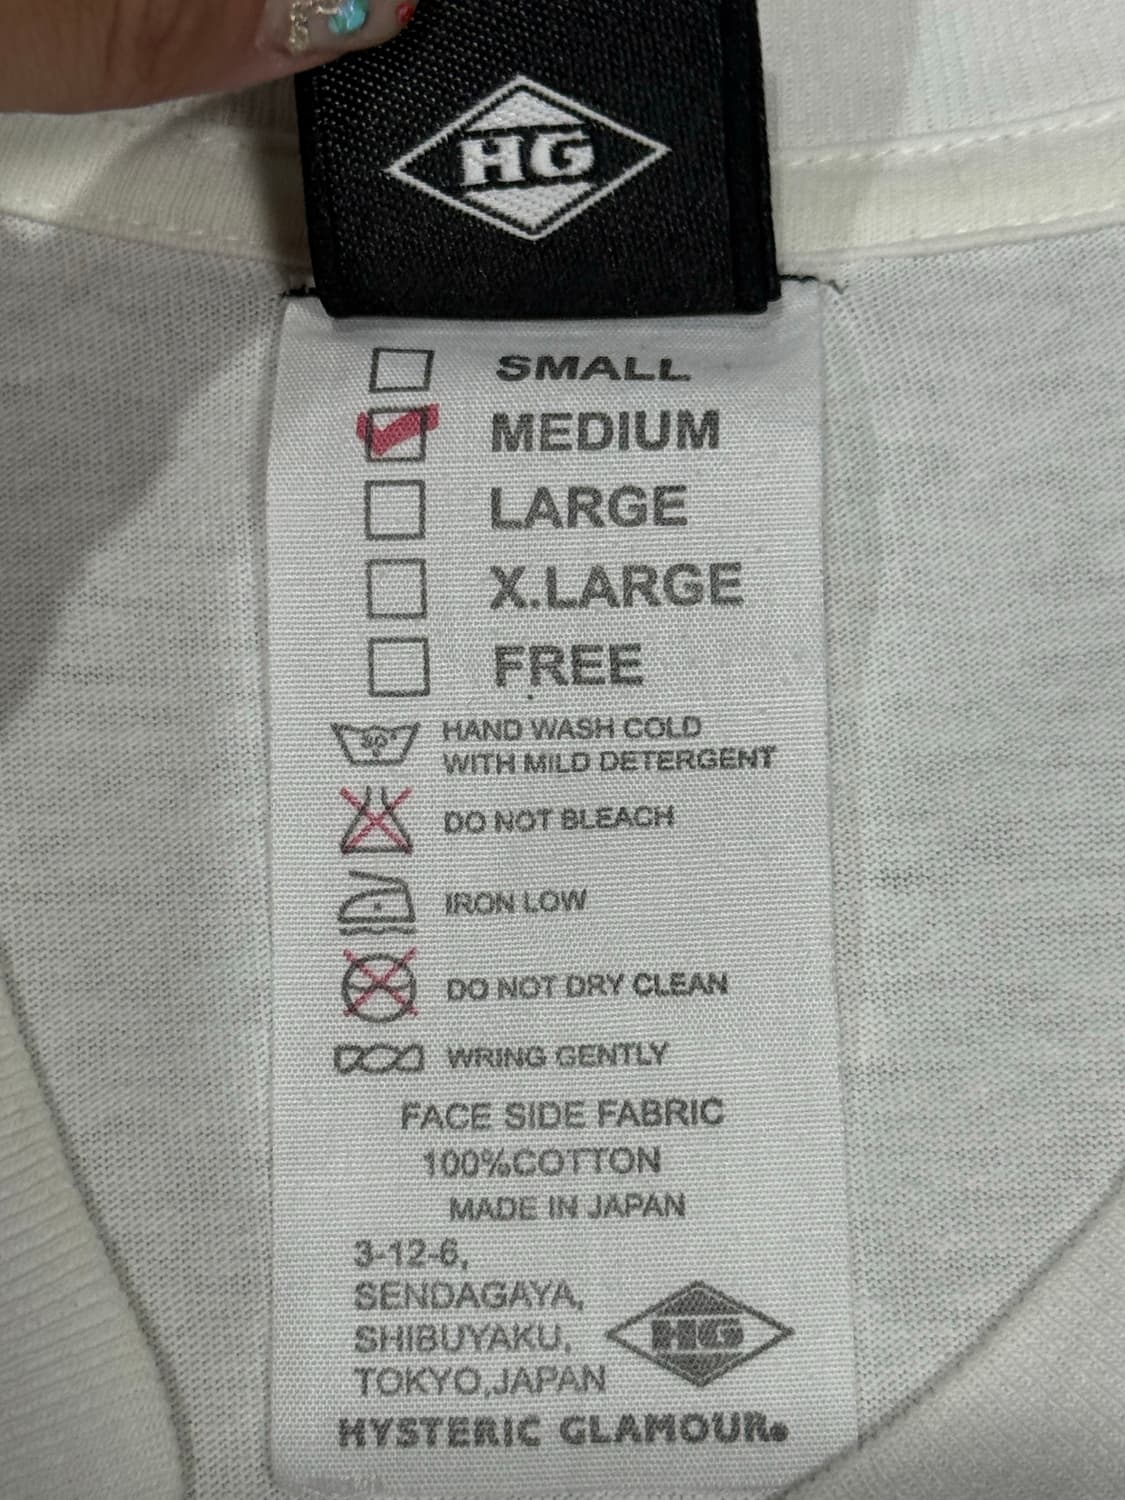 HG
SMALL
MEDIUM
LARGE
X.LARGE
FREE
30°
HAND WASH COLD
WITH MILD DETERGENT
DO NOT BLEACH
IRON LOW
DO NOT DRY CLEAN
WRING GENTLY
FACE SIDE FABRIC
100%COTTON
MADE IN JAPAN
3-12-6,
SENDAGAYA,
SHIBUYAKU,
TOKYO,JAPAN
HG
HYSTERIC GLAMOUR.